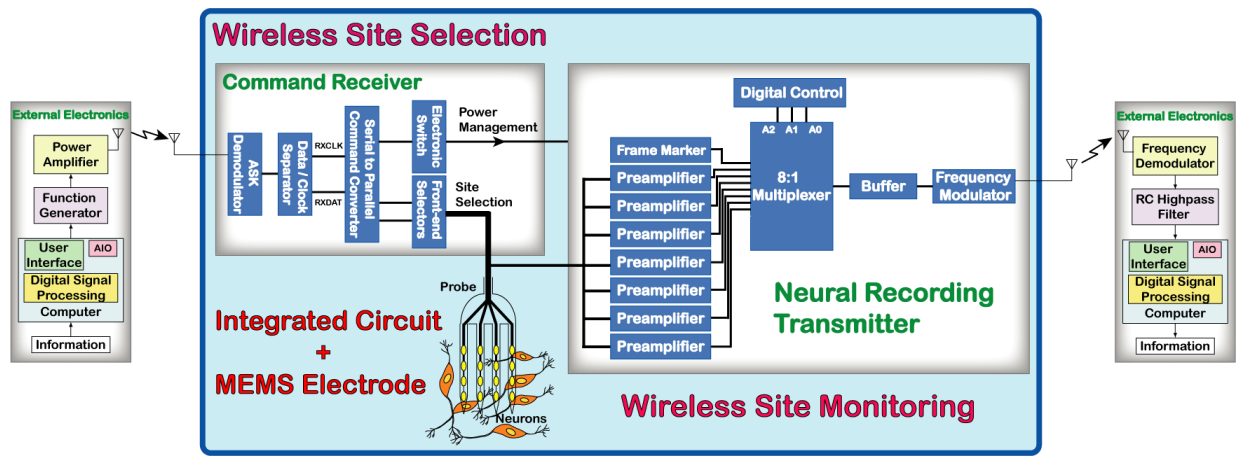 Wireless Site Selection
External Electronics
Power
Amplifier
Function
Generator
User
Interface
AIO
Digital Signal
Processing
Computer
Information
Command Receiver
ASK
Demodulator
Data / Clock
Separator
RXCLK
RXDAT
Serial to Parallel
Command Converter
Electronic
Switch
Front-end
Selectors
Power
Management
Site
Selection
Probe
Neurons
Integrated Circuit
+
MEMS Electrode
Digital Control
A2 A1 A0
8:1
Multiplexer
Frame Marker
Preamplifier
Preamplifier
Preamplifier
Preamplifier
Preamplifier
Preamplifier
Preamplifier
Buffer
Frequency
Modulator
Neural Recording
Transmitter
Wireless Site Monitoring
External Electronics
Frequency
Demodulator
RC Highpass
Filter
User
Interface
AIO
Digital Signal
Processing
Computer
Information